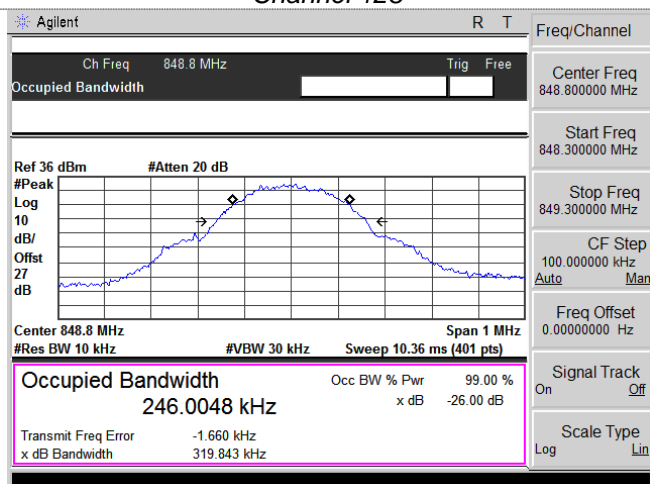 Agilent R T
Ch Freq 848.8 MHz Trig Free
Occupied Bandwidth
Ref 36 dBm #Atten 20 dB
#Peak
Log
10
dB/
Offst
27
dB
Center 848.8 MHz Span 1 MHz
#Res BW 10 kHz #VBW 30 kHz Sweep 10.36 ms (401 pts)
Occupied Bandwidth Occ BW % Pwr 99.00 %
246.0048 kHz x dB -26.00 dB
Transmit Freq Error -1.660 kHz
x dB Bandwidth 319.843 kHz
Freq/Channel
Center Freq
848.800000 MHz
Start Freq
848.300000 MHz
Stop Freq
849.300000 MHz
CF Step
100.000000 kHz
Auto Man
Freq Offset
0.00000000 Hz
Signal Track
On Off
Scale Type
Log Lin